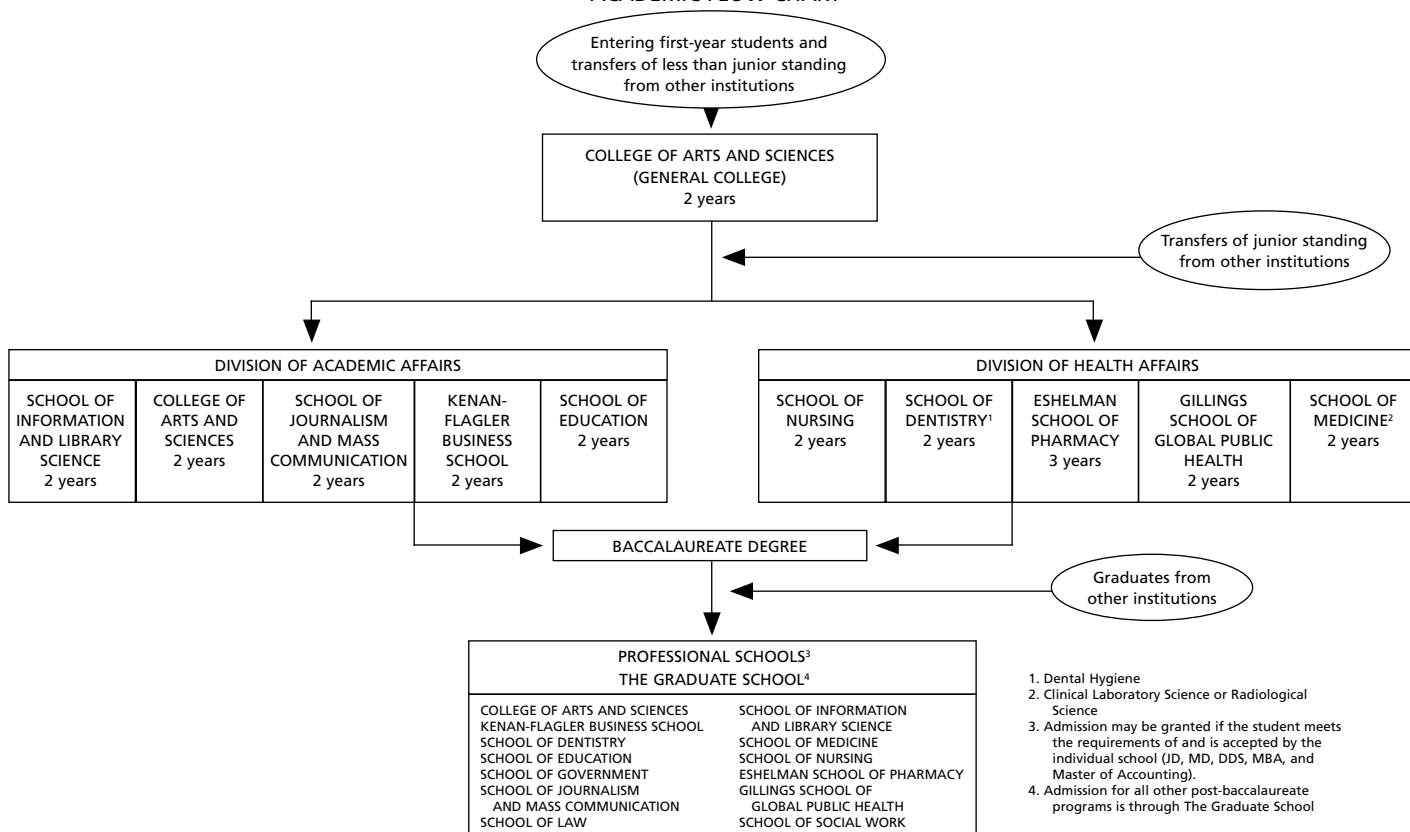 ACADEMIC FLOW CHART
Entering first-year students and
transfers of less than junior standing
from other institutions
COLLEGE OF ARTS AND SCIENCES
(GENERAL COLLEGE)
2 years
Transfers of junior standing
from other institutions
DIVISION OF ACADEMIC AFFAIRS
SCHOOL OF
INFORMATION
AND LIBRARY
SCIENCE
2 years
COLLEGE OF
ARTS AND
SCIENCES
2 years
SCHOOL OF
JOURNALISM
AND MASS
COMMUNICATION
2 years
KENAN-
FLAGLER
BUSINESS
SCHOOL
2 years
SCHOOL OF
EDUCATION
2 years
DIVISION OF HEALTH AFFAIRS
SCHOOL OF
NURSING
2 years
SCHOOL OF
DENTISTRY1
2 years
ESHELMAN
SCHOOL OF
PHARMACY
3 years
GILLINGS
SCHOOL OF
GLOBAL PUBLIC
HEALTH
2 years
SCHOOL OF
MEDICINE2
2 years
BACCALAUREATE DEGREE
Graduates from
other institutions
PROFESSIONAL SCHOOLS3
THE GRADUATE SCHOOL4
COLLEGE OF ARTS AND SCIENCES
KENAN-FLAGLER BUSINESS SCHOOL
SCHOOL OF DENTISTRY
SCHOOL OF EDUCATION
SCHOOL OF GOVERNMENT
SCHOOL OF JOURNALISM
AND MASS COMMUNICATION
SCHOOL OF LAW
SCHOOL OF INFORMATION
AND LIBRARY SCIENCE
SCHOOL OF MEDICINE
SCHOOL OF NURSING
ESHELMAN SCHOOL OF PHARMACY
GILLINGS SCHOOL OF
GLOBAL PUBLIC HEALTH
SCHOOL OF SOCIAL WORK
1. Dental Hygiene
2. Clinical Laboratory Science or Radiological
Science
3. Admission may be granted if the student meets
the requirements of and is accepted by the
individual school (JD, MD, DDS, MBA, and
Master of Accounting).
4. Admission for all other post-baccalaureate
programs is through The Graduate School